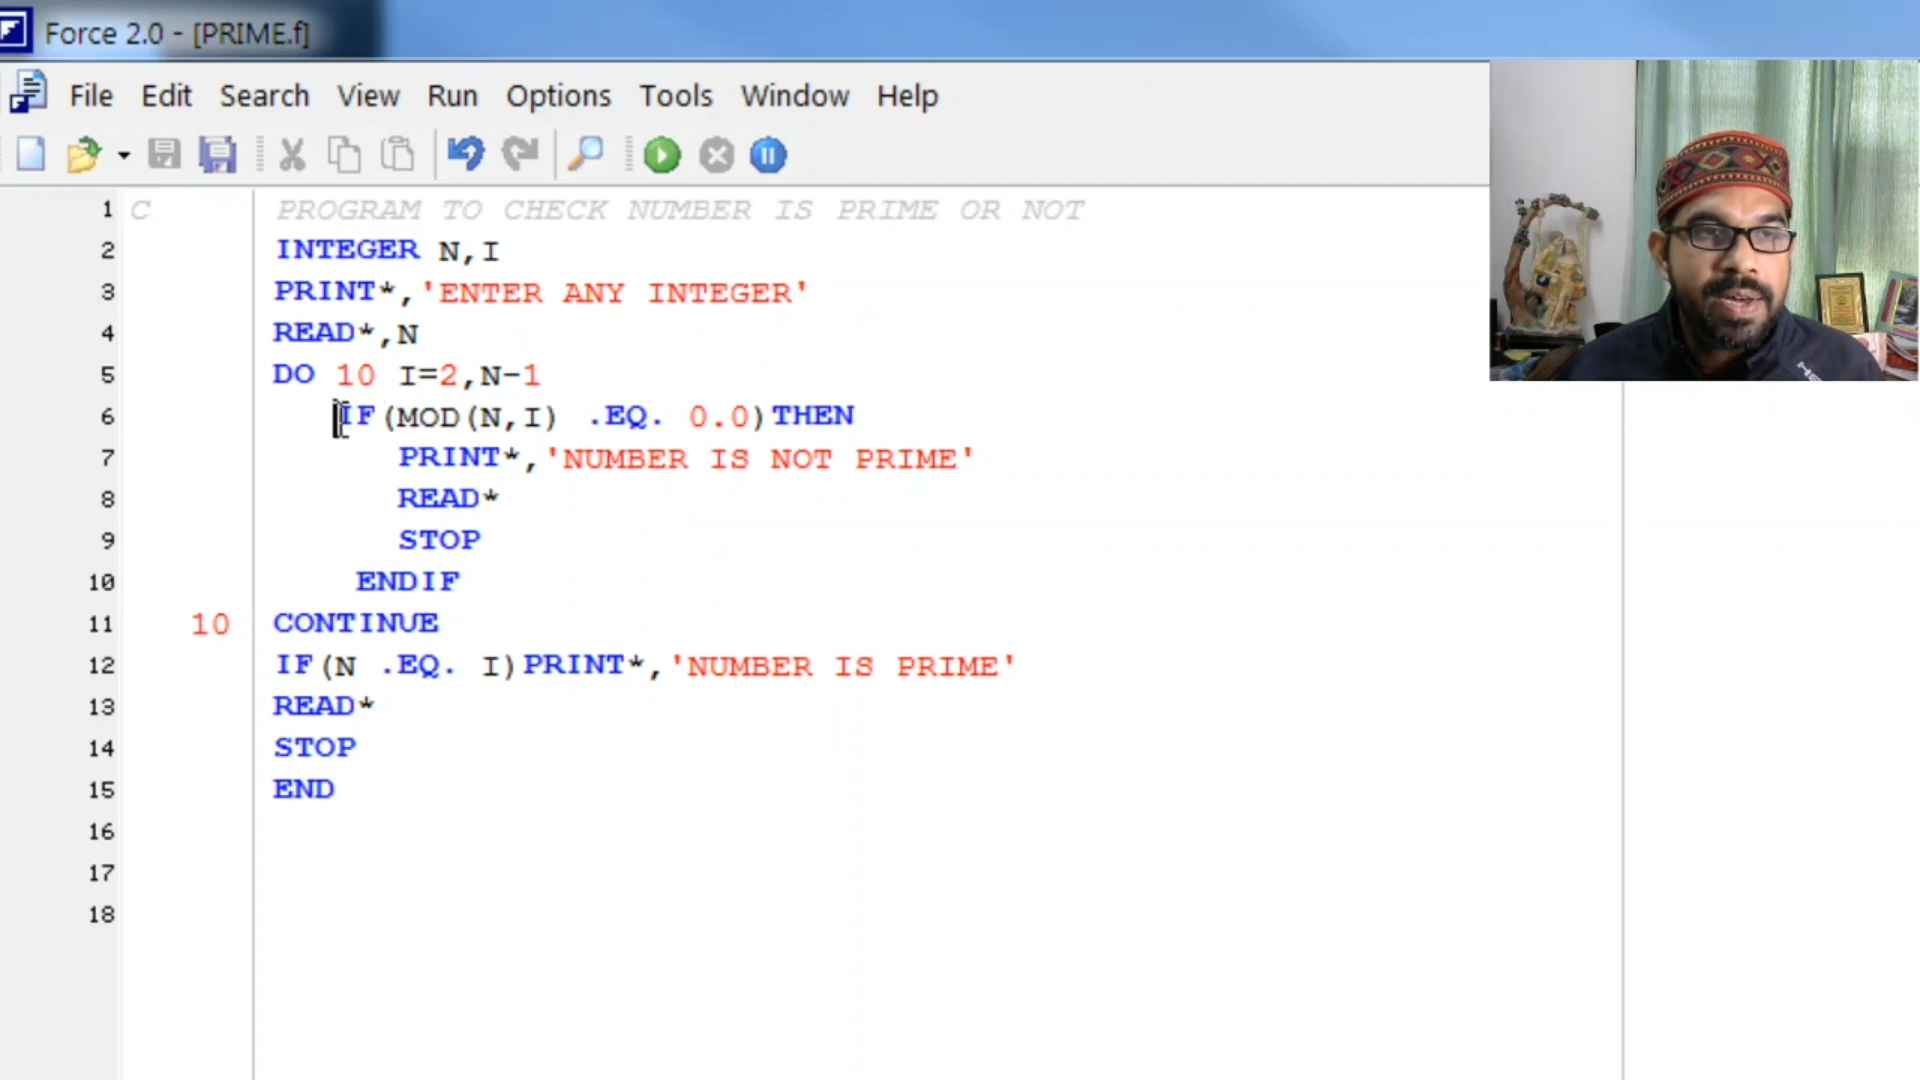 Force 2.0 - [PRIME.f]
File Edit Search View Run Options Tools Window Help
1 C PROGRAM TO CHECK NUMBER IS PRIME OR NOT
2 INTEGER N,I
3 PRINT*,'ENTER ANY INTEGER'
4 READ*,N
5 DO 10 I=2,N-1
6 IF(MOD(N,I) .EQ. 0.0)THEN
7 PRINT*,'NUMBER IS NOT PRIME'
8 READ*
9 STOP
10 ENDIF
11 10 CONTINUE
12 IF(N .EQ. I)PRINT*,'NUMBER IS PRIME'
13 READ*
14 STOP
15 END
16
17
18